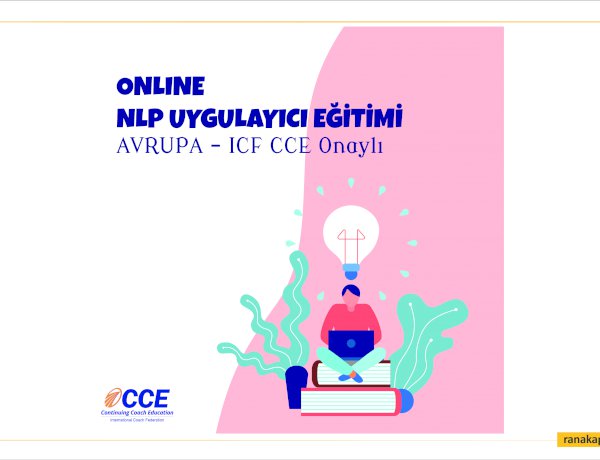 ONLINE
NLP UYGULAYICI EĞİTİMİ
AVRUPA - ICF CCE Onaylı
CCE
Continuing Coach Education
International Coach Federation
ranakap